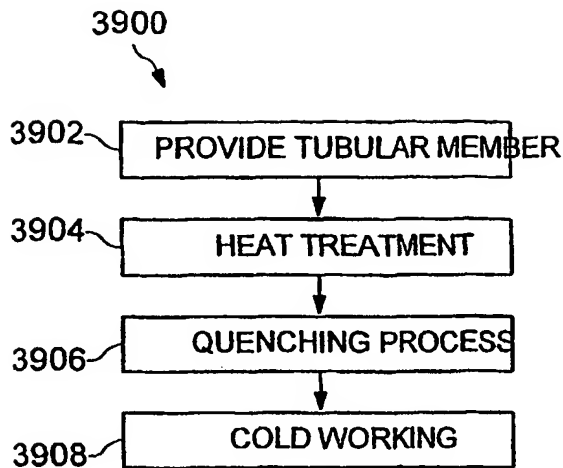 3900
3902 PROVIDE TUBULAR MEMBER
3904 HEAT TREATMENT
3906 QUENCHING PROCESS
3908 COLD WORKING